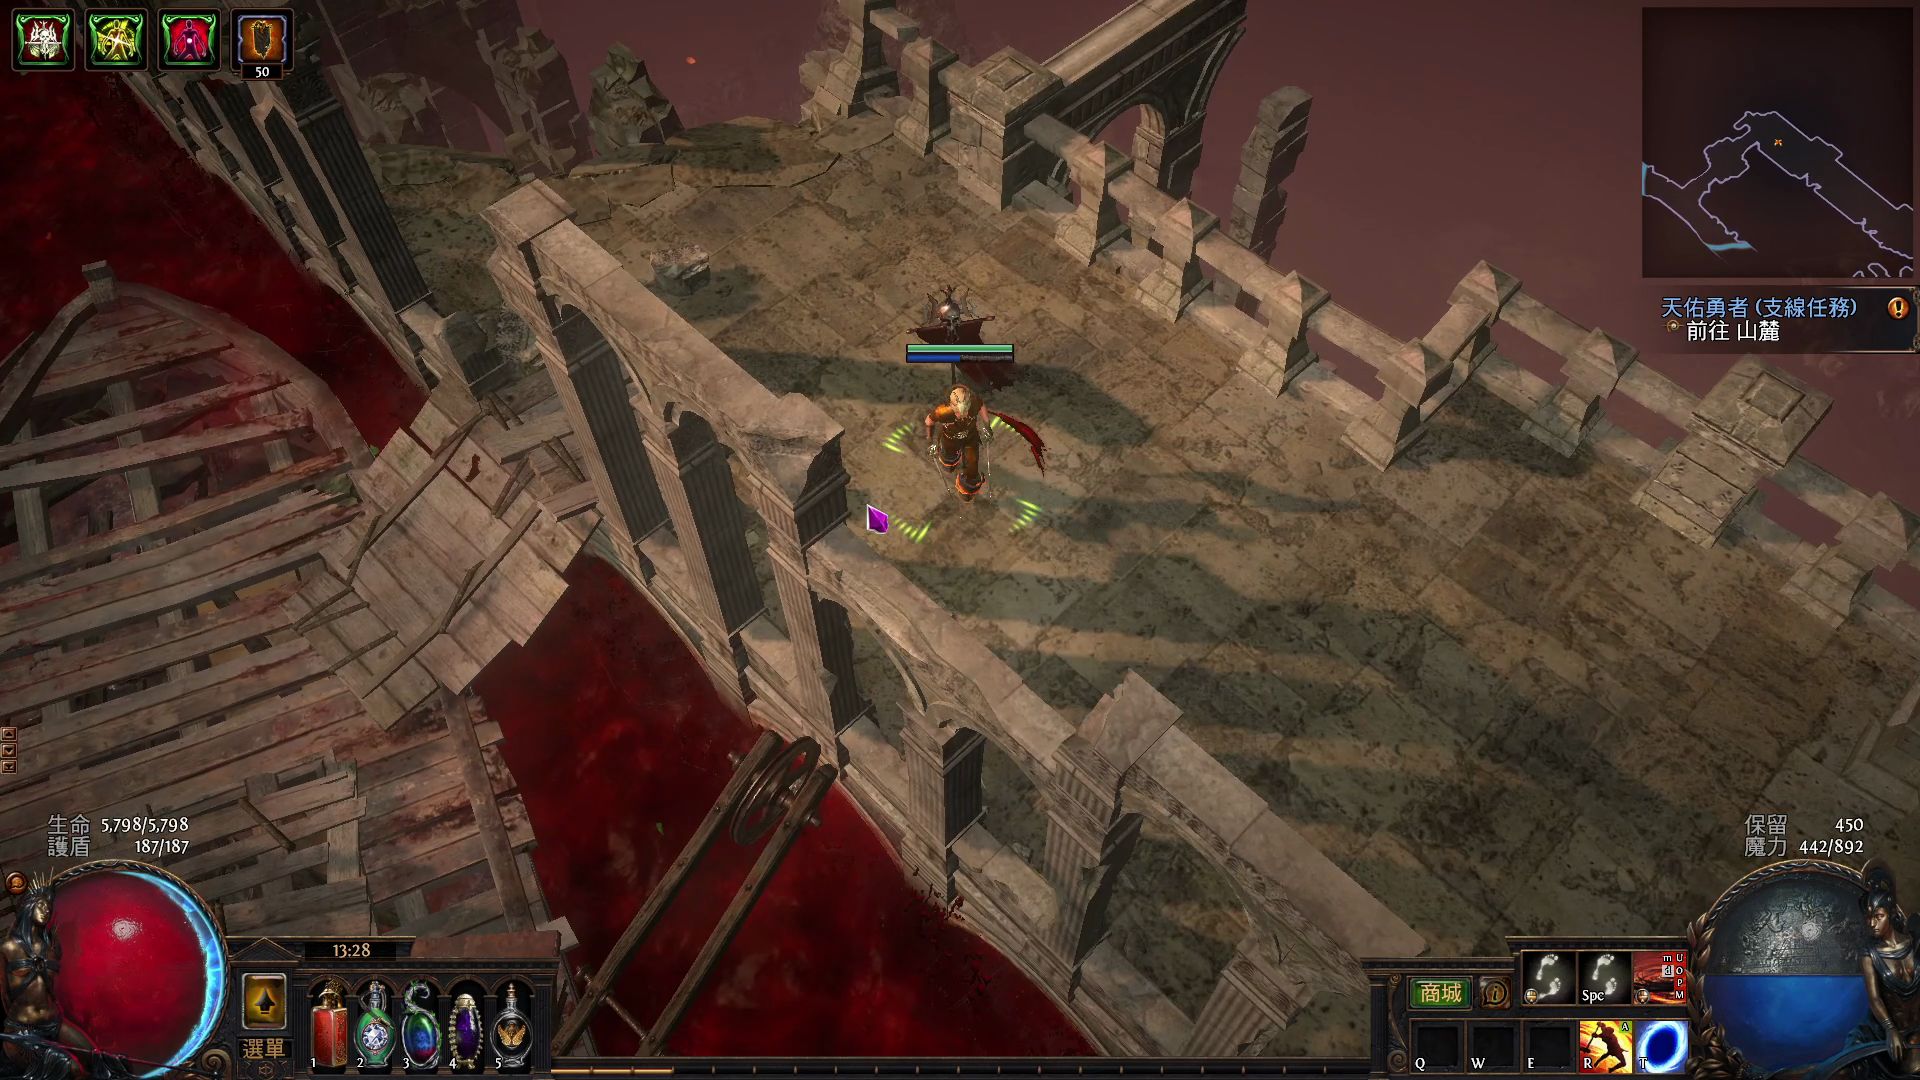 50
天佑勇者 (支線任務)
前往 山麓
生命 5,798/5,798
護盾 187/187
保留 450
魔力 442/892
13:28
商城
選單
1
2
3
4
5
Spc
m U
d O
P
M
Q
W
E
R
A
T